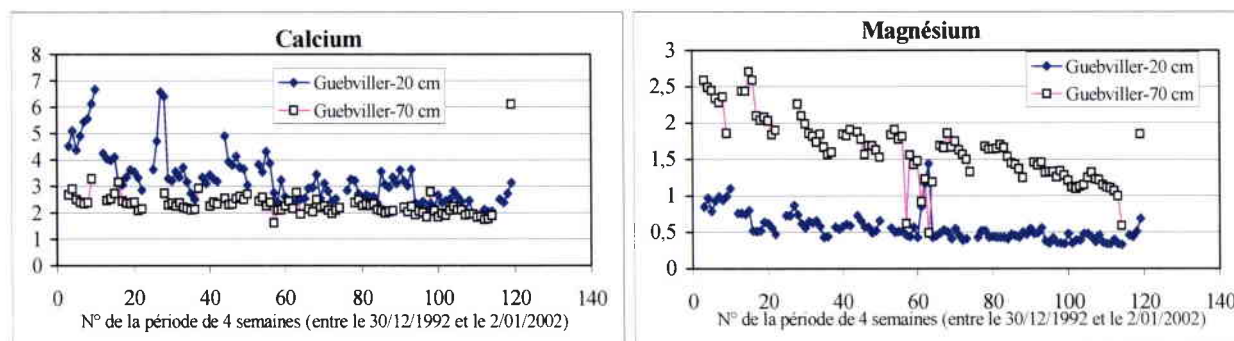 Calcium
8
7
6
5
4
3
2
1
0
Guebviller-20 cm
Guebviller-70 cm
0 20 40 60 80 100 120 140
N° de la période de 4 semaines (entre le 30/12/1992 et le 2/01/2002)
Magnésium
3
2,5
2
1,5
1
0,5
0
Guebviller-20 cm
Guebviller-70 cm
0 20 40 60 80 100 120 140
N° de la période de 4 semaines (entre le 30/12/1992 et le 2/01/2002)